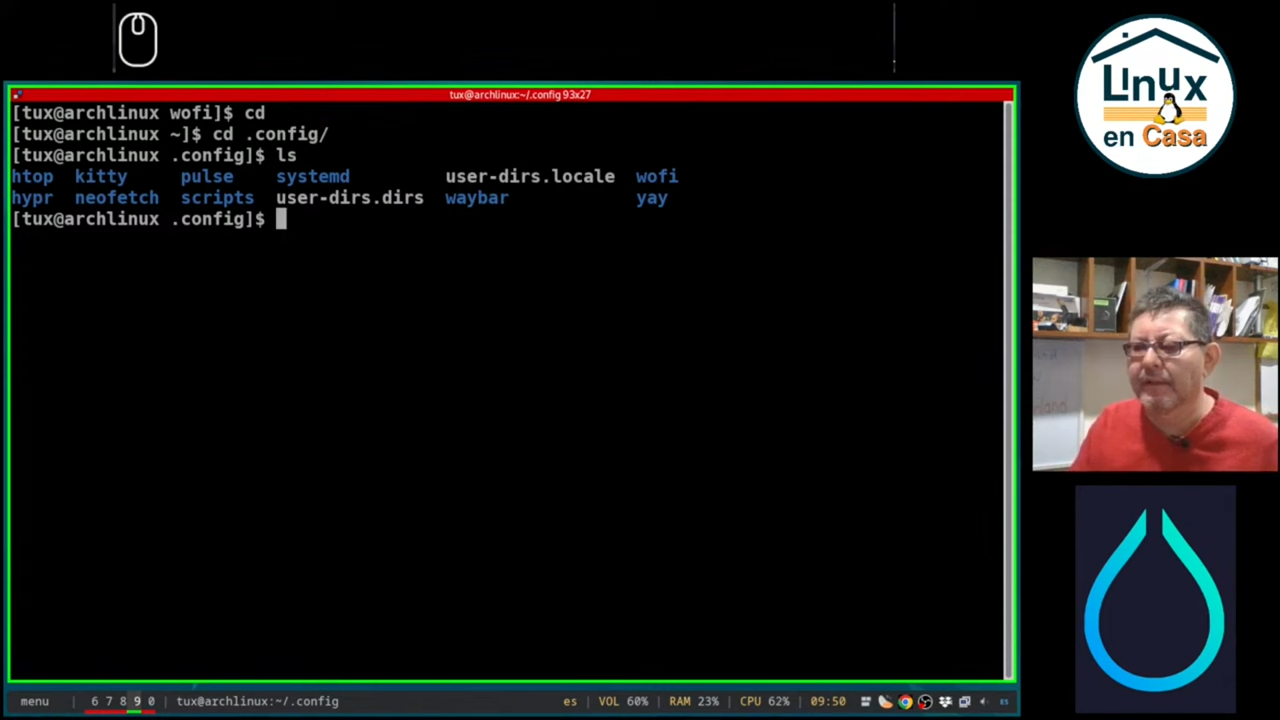 tux@archlinux:~/.config 93x27
[tux@archlinux wofi]$ cd
[tux@archlinux ~]$ cd .config/
[tux@archlinux .config]$ ls
htop kitty pulse systemd user-dirs.locale wofi
hypr neofetch scripts user-dirs.dirs waybar yay
[tux@archlinux .config]$
menu | 6 7 8 9 0 | tux@archlinux:~/.config es | VOL 60% | RAM 23% | CPU 62% | 09:50 ES
Linux
en Casa